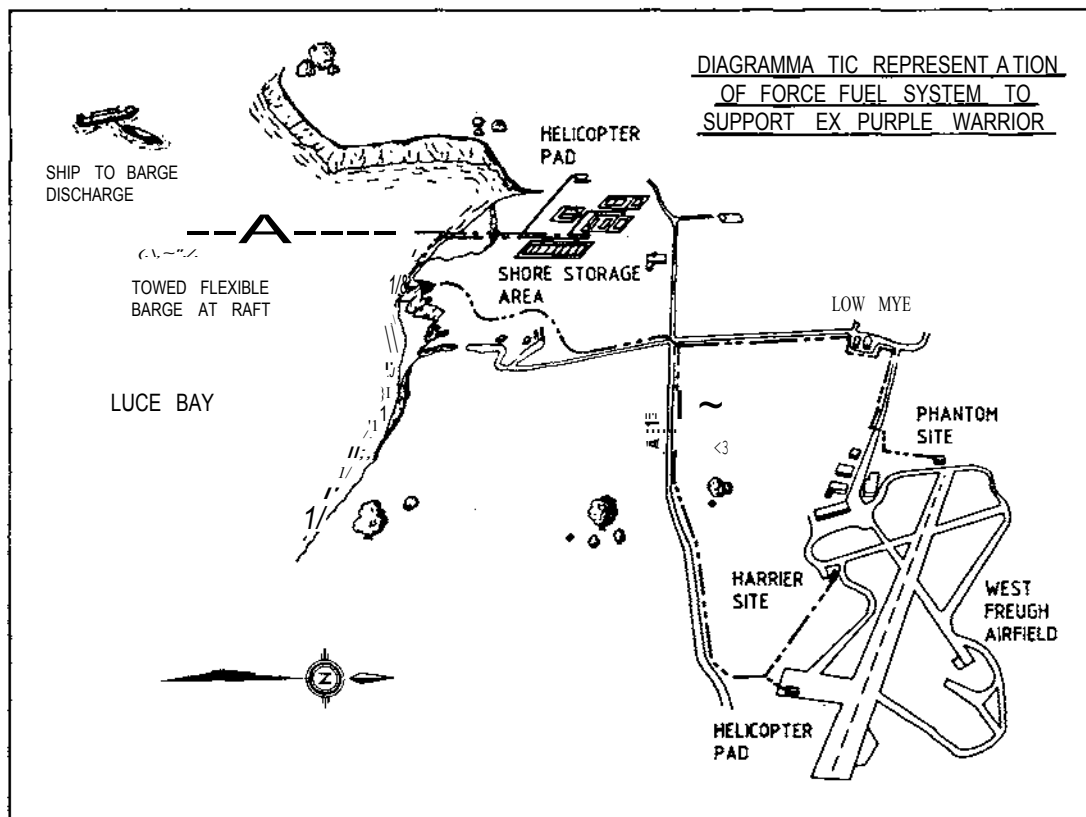 DIAGRAMMA TIC REPRESENT A TION
OF FORCE FUEL SYSTEM TO
SUPPORT EX PURPLE WARRIOR
HELICOPTER
PAD
SHIP TO BARGE
DISCHARGE
A
SHORE STORAGE
AREA
TOWED FLEXIBLE
BARGE AT RAFT
LOW MYE
LUCE BAY
PHANTOM
SITE
HARRIER
SITE
WEST
FREUGH
AIRFIELD
N
HELICOPTER
PAD